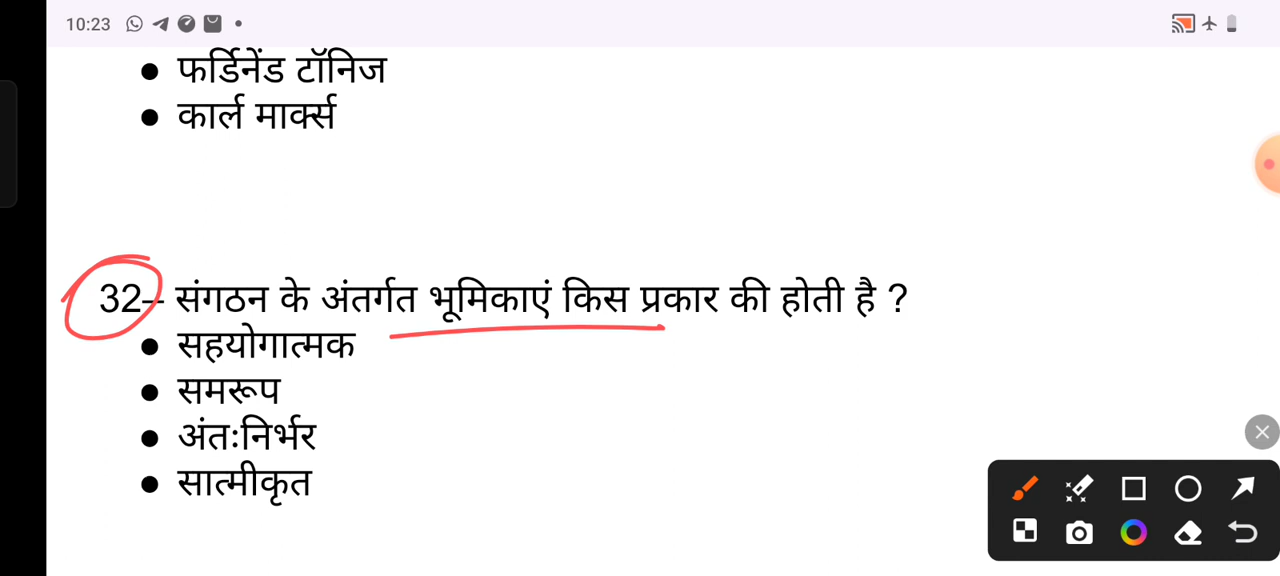 10:23
● फर्डिनेंड टॉनिज
● कार्ल मार्क्स
32– संगठन के अंतर्गत भूमिकाएं किस प्रकार की होती है ?
● सहयोगात्मक
● समरूप
● अंतःनिर्भर
● सात्मीकृत